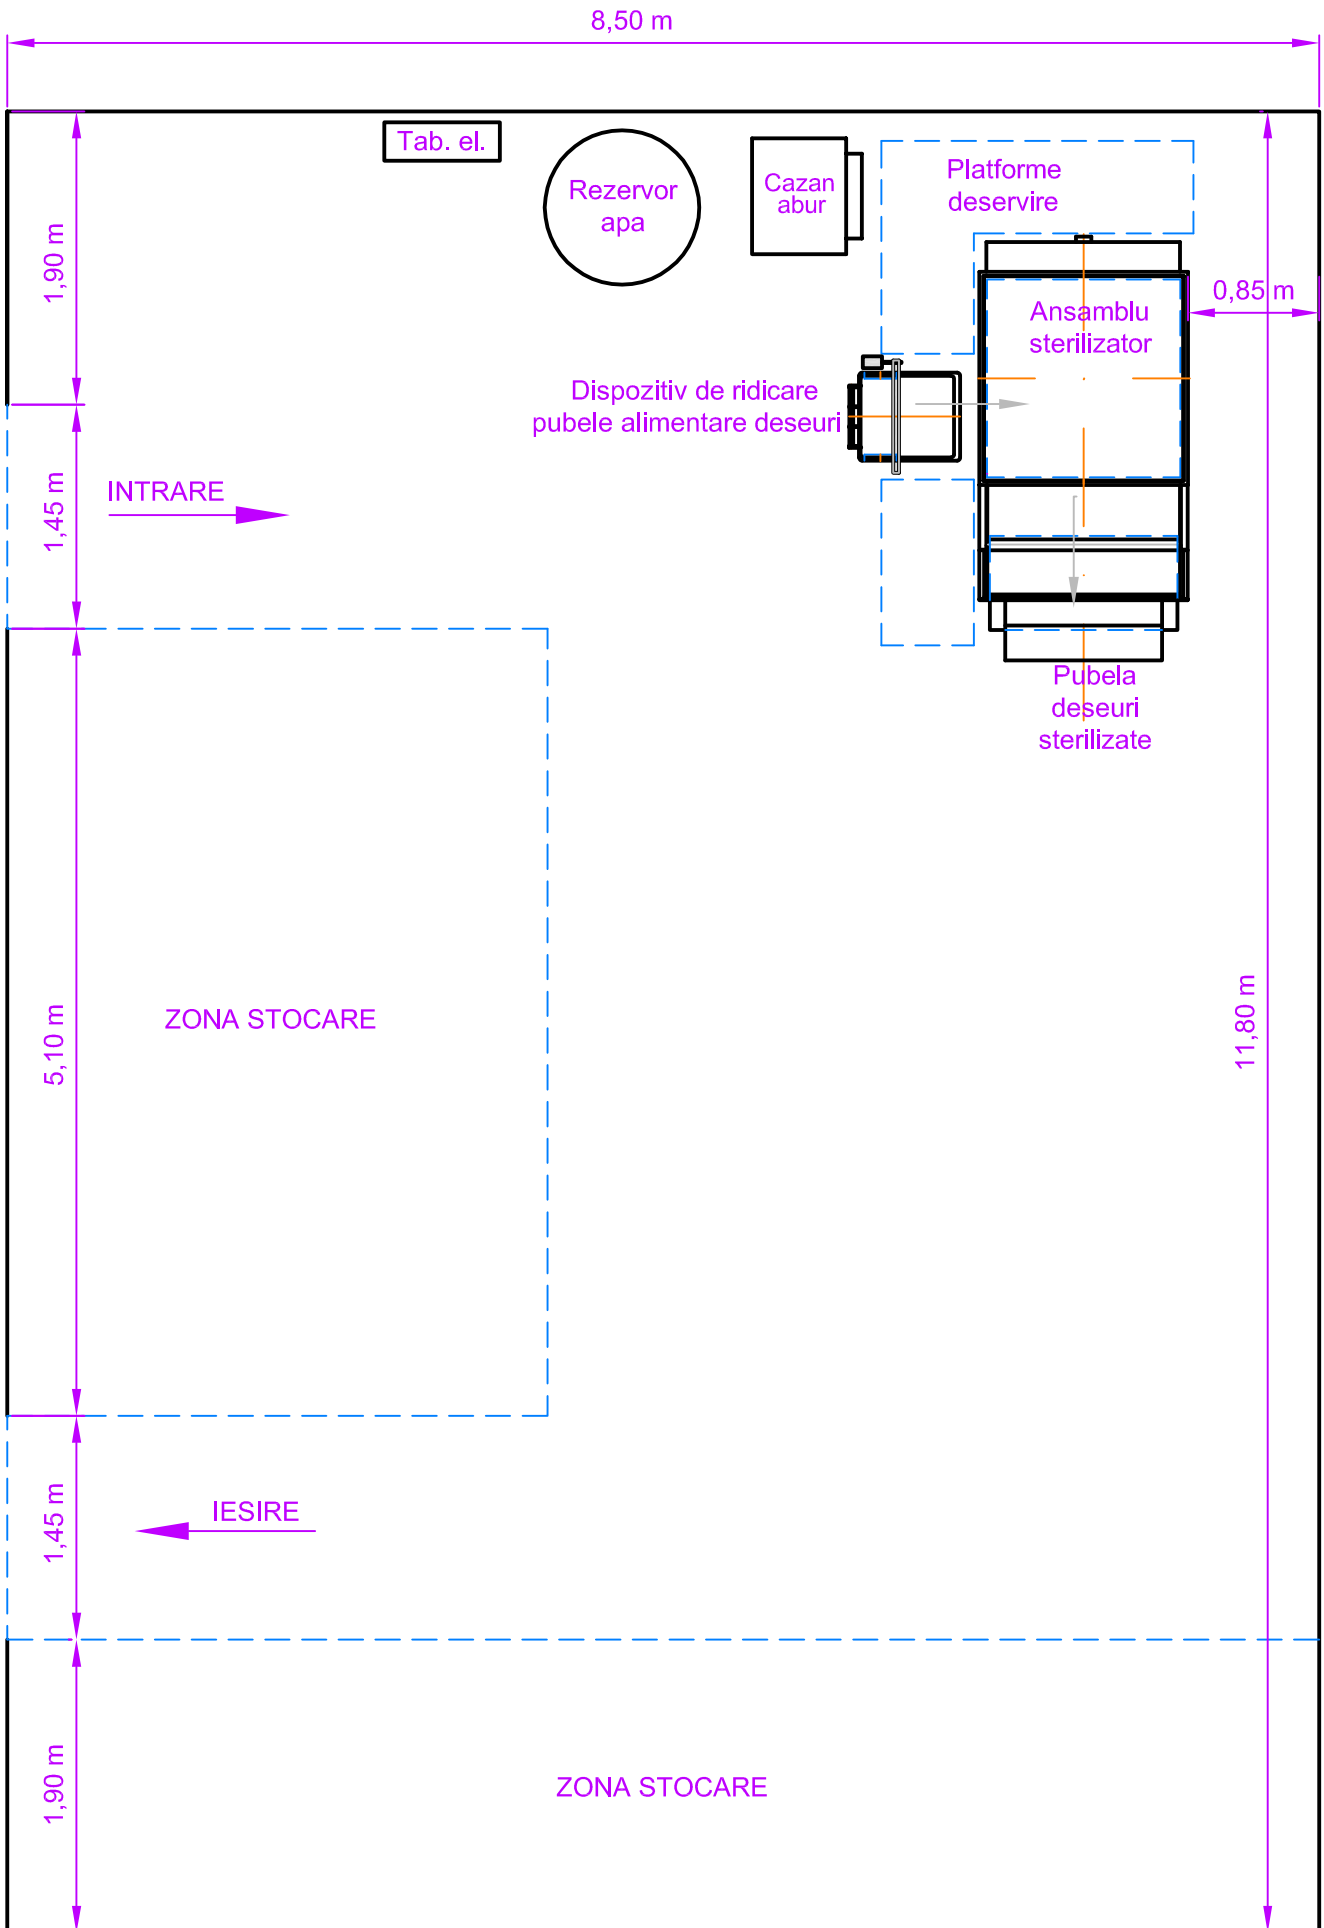 8,50 m
Tab. el.
Rezervor
apa
Cazan
abur
Platforme
deservire
1,90 m
0,85 m
Ansamblu
sterilizator
Dispozitiv de ridicare
pubele alimentare deseuri
1,45 m
INTRARE
Pubela
deseuri
sterilizate
5,10 m
ZONA STOCARE
11,80 m
1,45 m
IESIRE
1,90 m
ZONA STOCARE